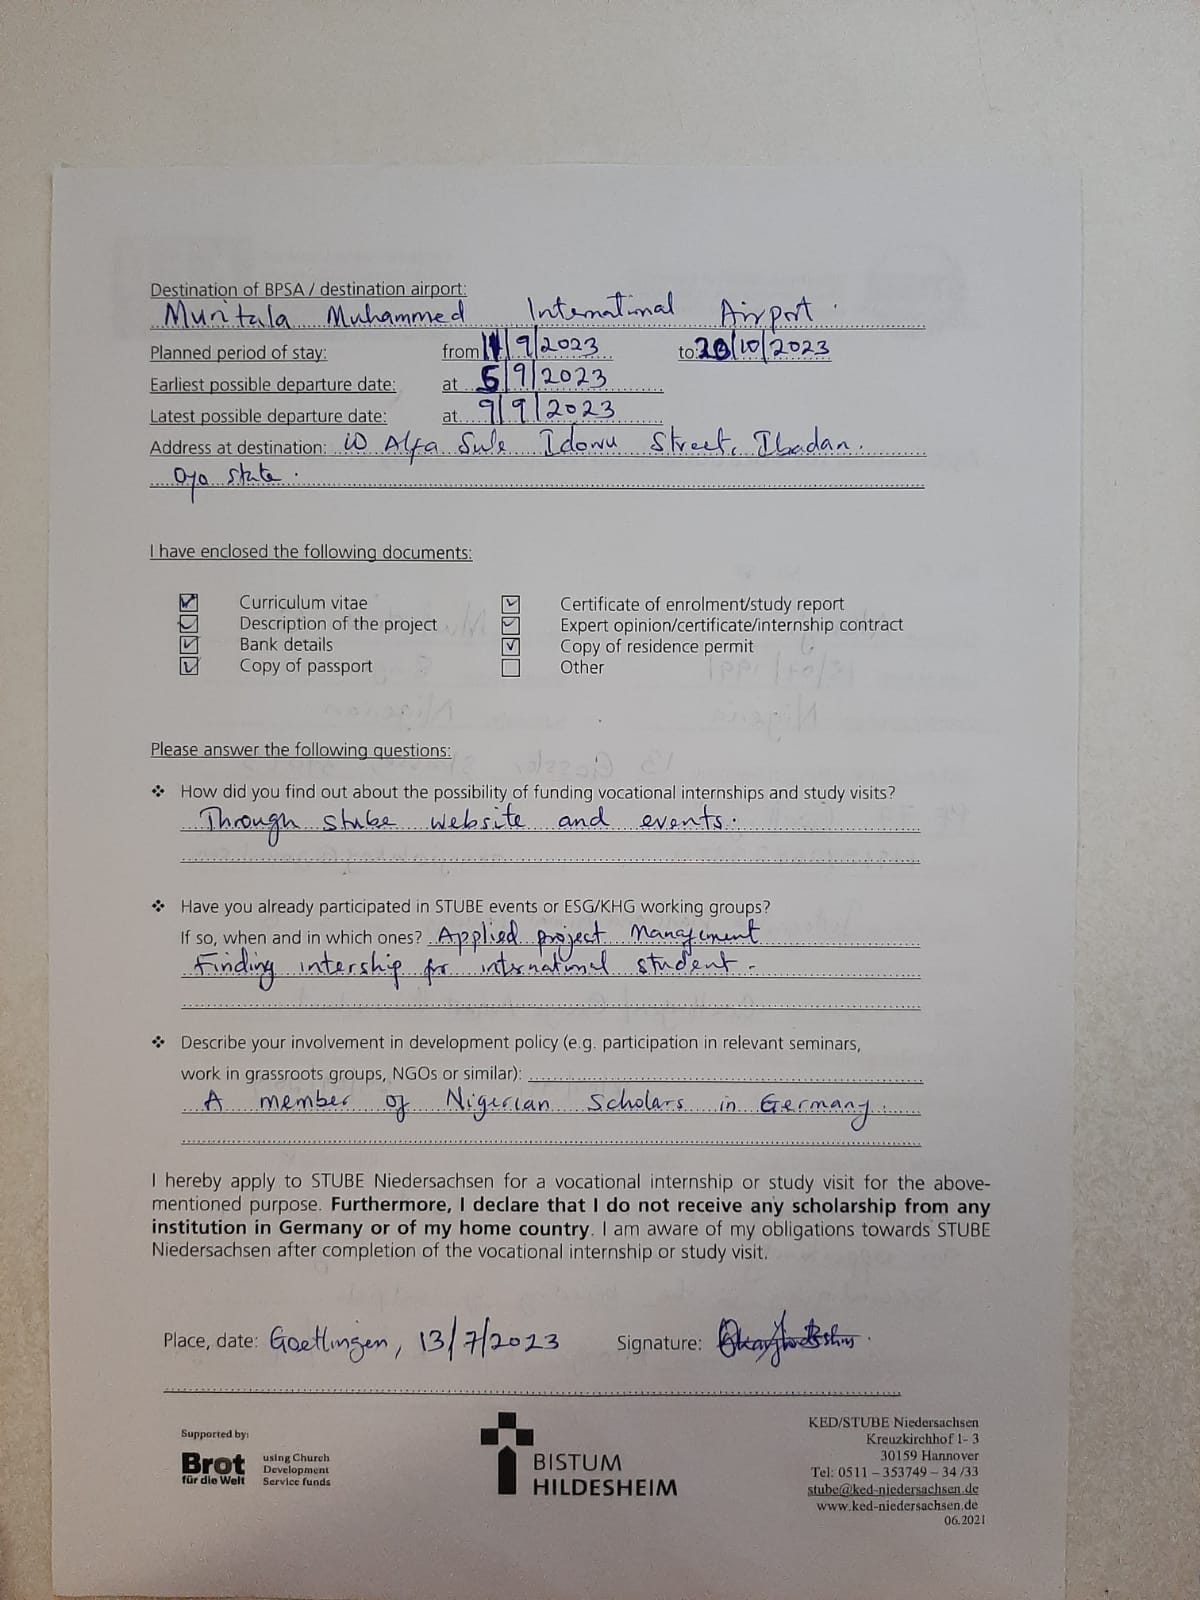 Destination of BPSA / destination airport:
Muritala Muhammed International Airport.
Planned period of stay: from 11/9/2023 to: 20/10/2023
Earliest possible departure date: at 5/9/2023
Latest possible departure date: at 9/9/2023
Address at destination: 10 Alfa Sule Idowu Street, Ibadan.
Oyo state.
I have enclosed the following documents:
Curriculum vitae Certificate of enrolment/study report
Description of the project Expert opinion/certificate/internship contract
Bank details Copy of residence permit
Copy of passport Other
Please answer the following questions:
How did you find out about the possibility of funding vocational internships and study visits?
Through stube website and events.
Have you already participated in STUBE events or ESG/KHG working groups?
If so, when and in which ones? Applied project Management
Finding intership for international student.
Describe your involvement in development policy (e.g. participation in relevant seminars,
work in grassroots groups, NGOs or similar):
A member of Nigerian Scholars in Germany.
I hereby apply to STUBE Niedersachsen for a vocational internship or study visit for the above-
mentioned purpose. Furthermore, I declare that I do not receive any scholarship from any
institution in Germany or of my home country. I am aware of my obligations towards STUBE
Niedersachsen after completion of the vocational internship or study visit.
Place, date: Goettingen, 13/7/2023 Signature:
Supported by:
Brot
für die Welt
using Church
Development
Service funds
BISTUM
HILDESHEIM
KED/STUBE Niedersachsen
Kreuzkirchhof 1- 3
30159 Hannover
Tel: 0511 – 353749 – 34 /33
stube@ked-niedersachsen.de
www.ked-niedersachsen.de
06.2021